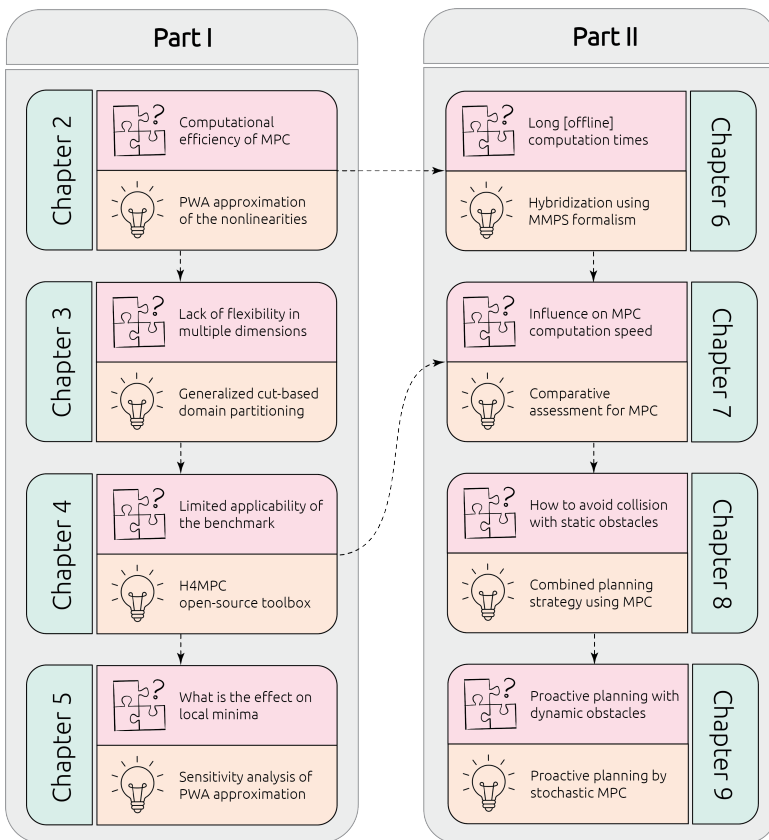 Part I
Chapter 2
?
Computational
efficiency of MPC
PWA approximation
of the nonlinearities
Chapter 3
?
Lack of flexibility in
multiple dimensions
Generalized cut-based
domain partitioning
Chapter 4
?
Limited applicability of
the benchmark
H4MPC
open-source toolbox
Chapter 5
?
What is the effect on
local minima
Sensitivity analysis of
PWA approximation
Part II
?
Long [offline]
computation times
Hybridization using
MMPS formalism
Chapter 6
?
Influence on MPC
computation speed
Comparative
assessment for MPC
Chapter 7
?
How to avoid collision
with static obstacles
Combined planning
strategy using MPC
Chapter 8
?
Proactive planning with
dynamic obstacles
Proactive planning by
stochastic MPC
Chapter 9